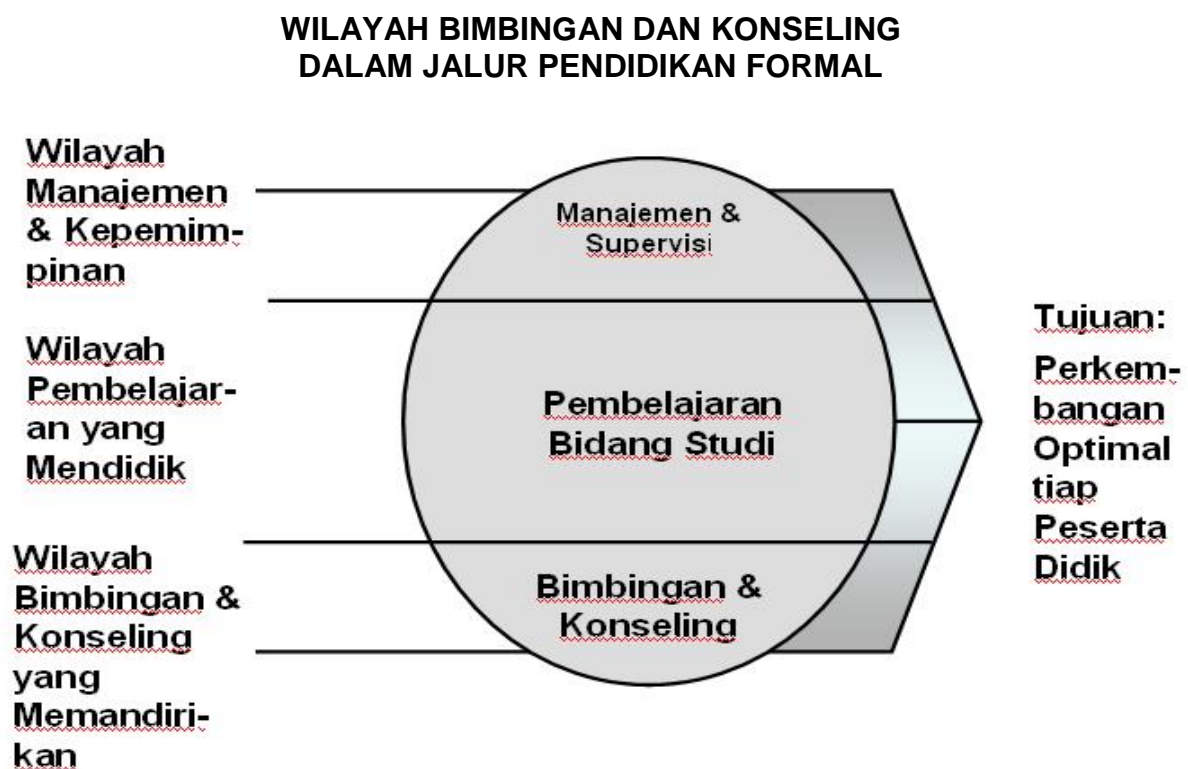 WILAYAH BIMBINGAN DAN KONSELING
DALAM JALUR PENDIDIKAN FORMAL
Wilayah
Manajemen
& Kepemim-
pinan
Manajemen &
Supervisi
Wilayah
Pembelajar-
an yang
Mendidik
Pembelajaran
Bidang Studi
Wilayah
Bimbingan &
Konseling
yang
Memandiri-
kan
Bimbingan &
Konseling
Tujuan:
Perkem-
bangan
Optimal
tiap
Peserta
Didik